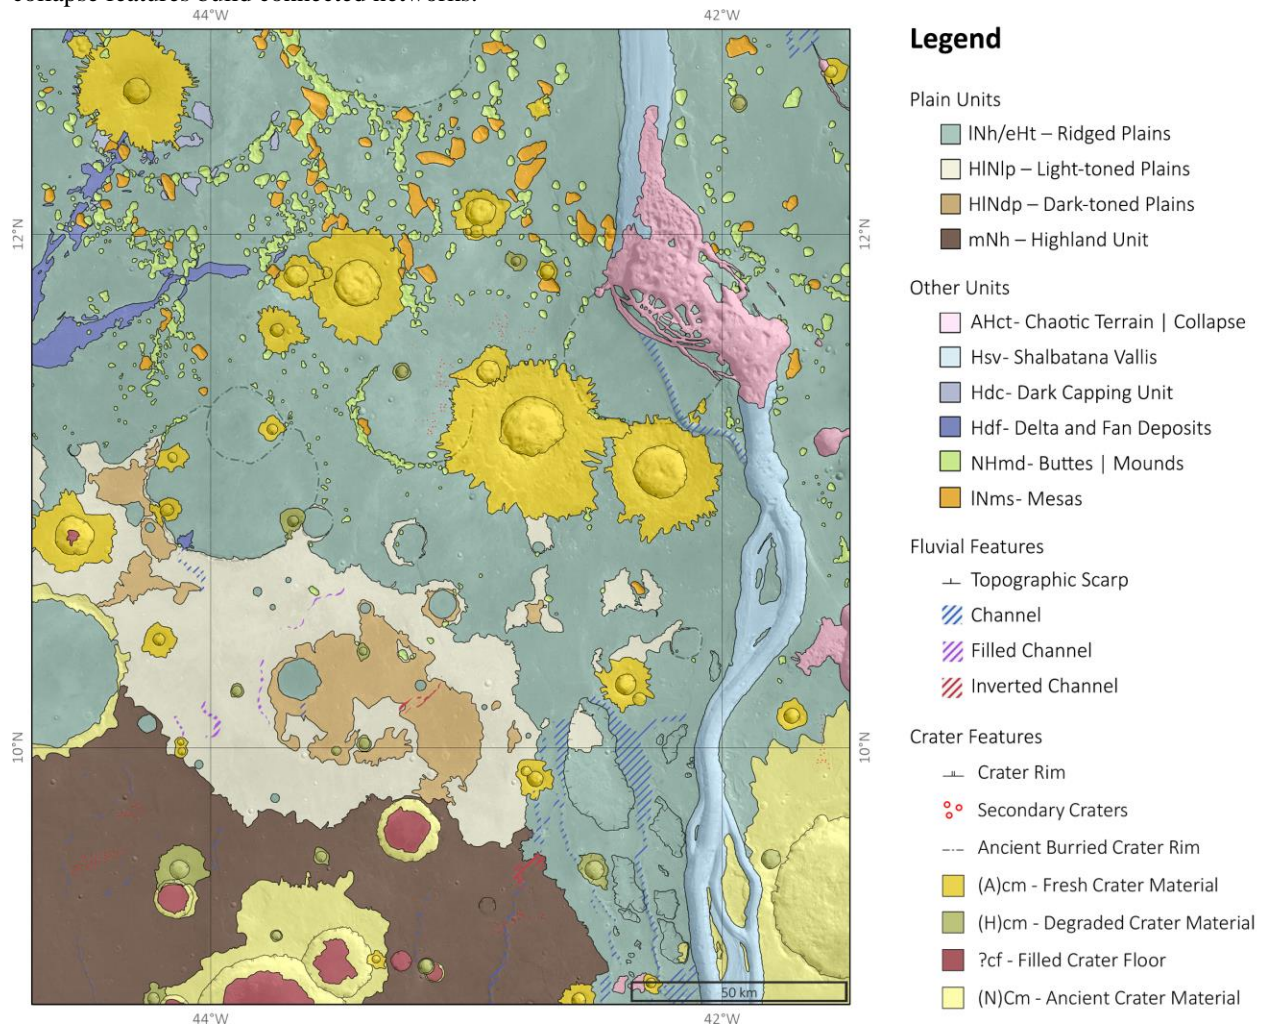 collapse features build connected networks.
44°W 42°W
12°N 12°N
10°N 10°N
50 km
44°W 42°W
Legend
Plain Units
lNh/eHt – Ridged Plains
HlNlp – Light-toned Plains
HlNdp – Dark-toned Plains
mNh – Highland Unit
Other Units
AHct- Chaotic Terrain | Collapse
Hsv- Shalbatana Vallis
Hdc- Dark Capping Unit
Hdf- Delta and Fan Deposits
NHmd- Buttes | Mounds
lNms- Mesas
Fluvial Features
Topographic Scarp
Channel
Filled Channel
Inverted Channel
Crater Features
Crater Rim
Secondary Craters
Ancient Burried Crater Rim
(A)cm - Fresh Crater Material
(H)cm - Degraded Crater Material
?cf - Filled Crater Floor
(N)Cm - Ancient Crater Material